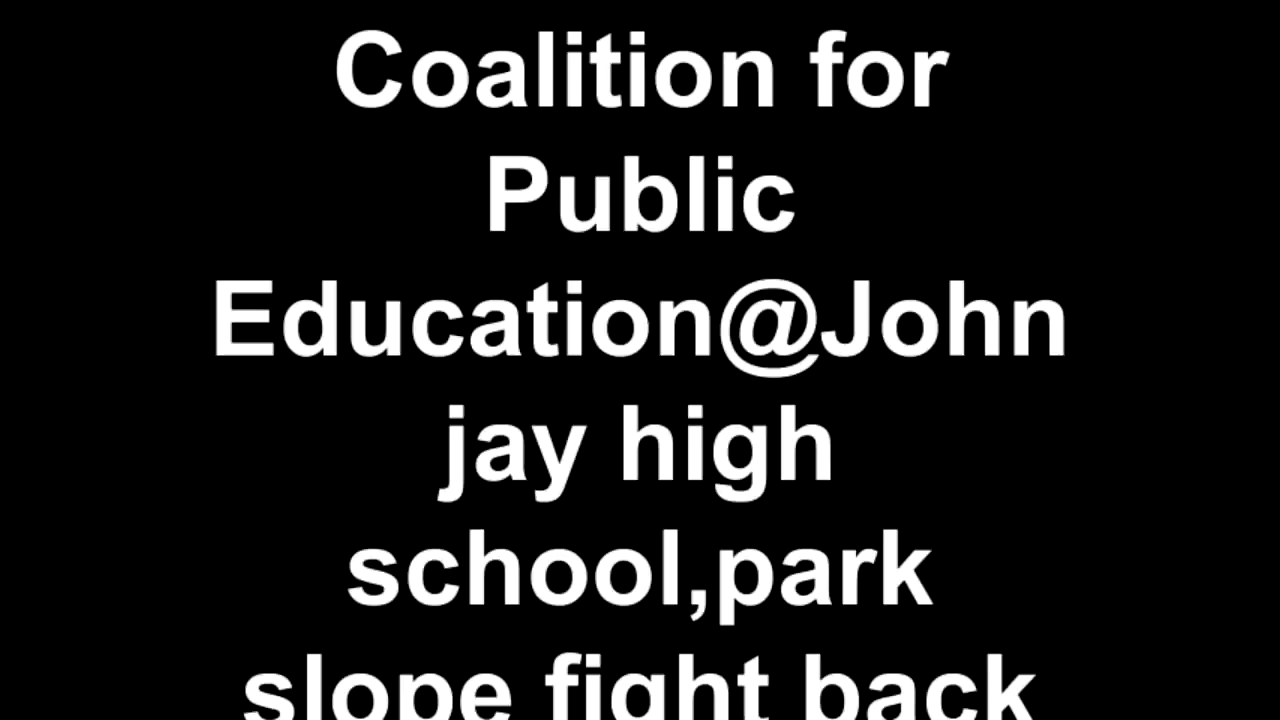 Coalition for
Public
Education@John
jay high
school,park
slope fight back